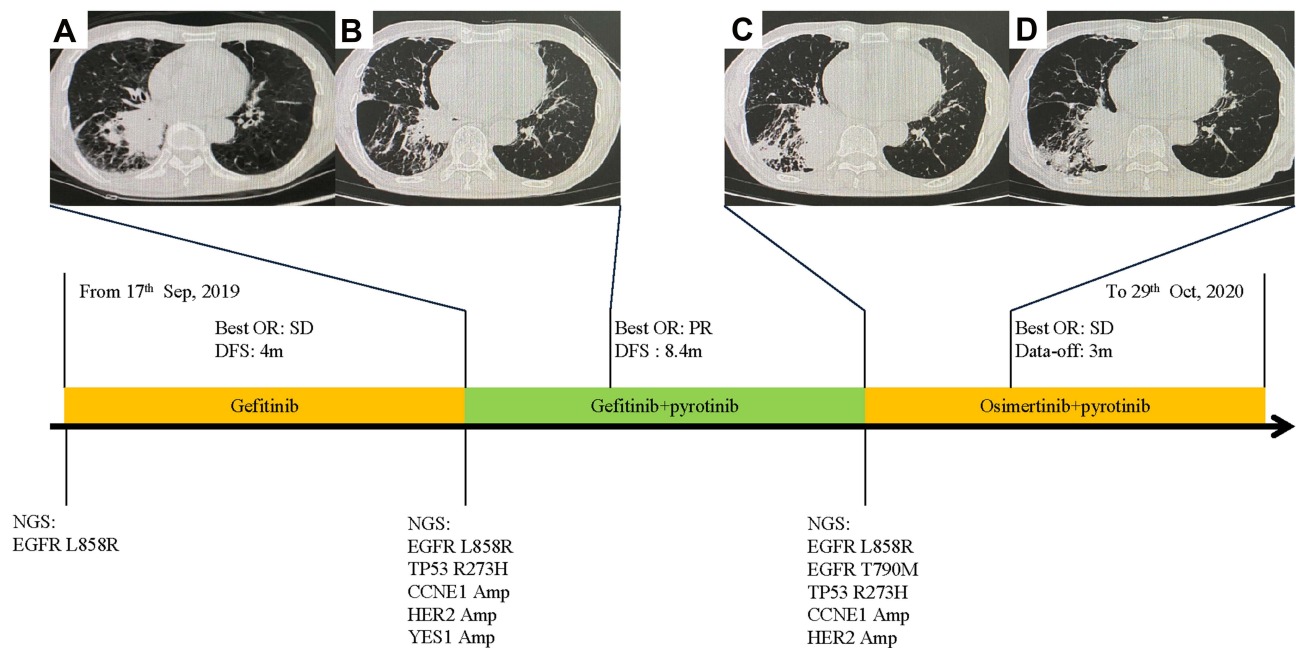 A
B
C
D
From 17th Sep, 2019
To 29th Oct, 2020
Best OR: SD
DFS: 4m
Best OR: PR
DFS : 8.4m
Best OR: SD
Data-off: 3m
Gefitinib
Gefitinib+pyrotinib
Osimertinib+pyrotinib
NGS:
EGFR L858R
NGS:
EGFR L858R
TP53 R273H
CCNE1 Amp
HER2 Amp
YES1 Amp
NGS:
EGFR L858R
EGFR T790M
TP53 R273H
CCNE1 Amp
HER2 Amp